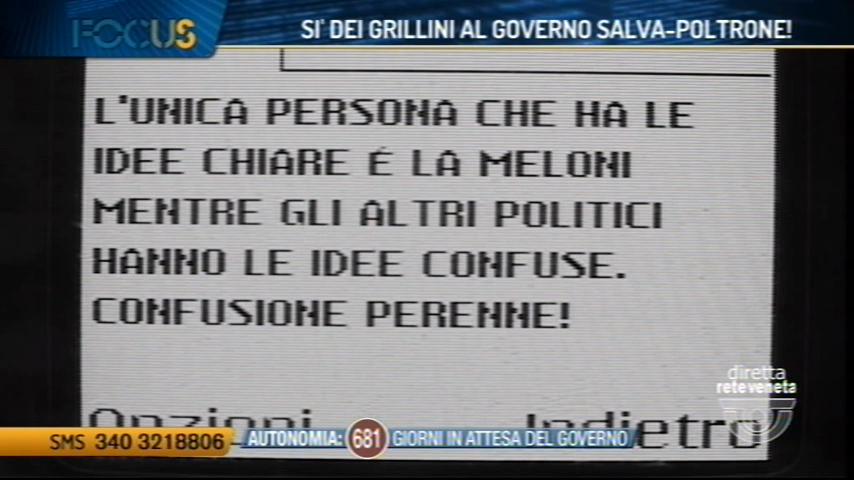 FOCUS
SI' DEI GRILLINI AL GOVERNO SALVA-POLTRONE!
L'UNICA PERSONA CHE HA LE
IDEE CHIARE É LA MELONI
MENTRE GLI ALTRI POLITICI
HANNO LE IDEE CONFUSE.
CONFUSIONE PERENNE!
diretta
reteveneta
Opzioni Indietro
SMS 340 3218806
AUTONOMIA: 681 GIORNI IN ATTESA DEL GOVERNO